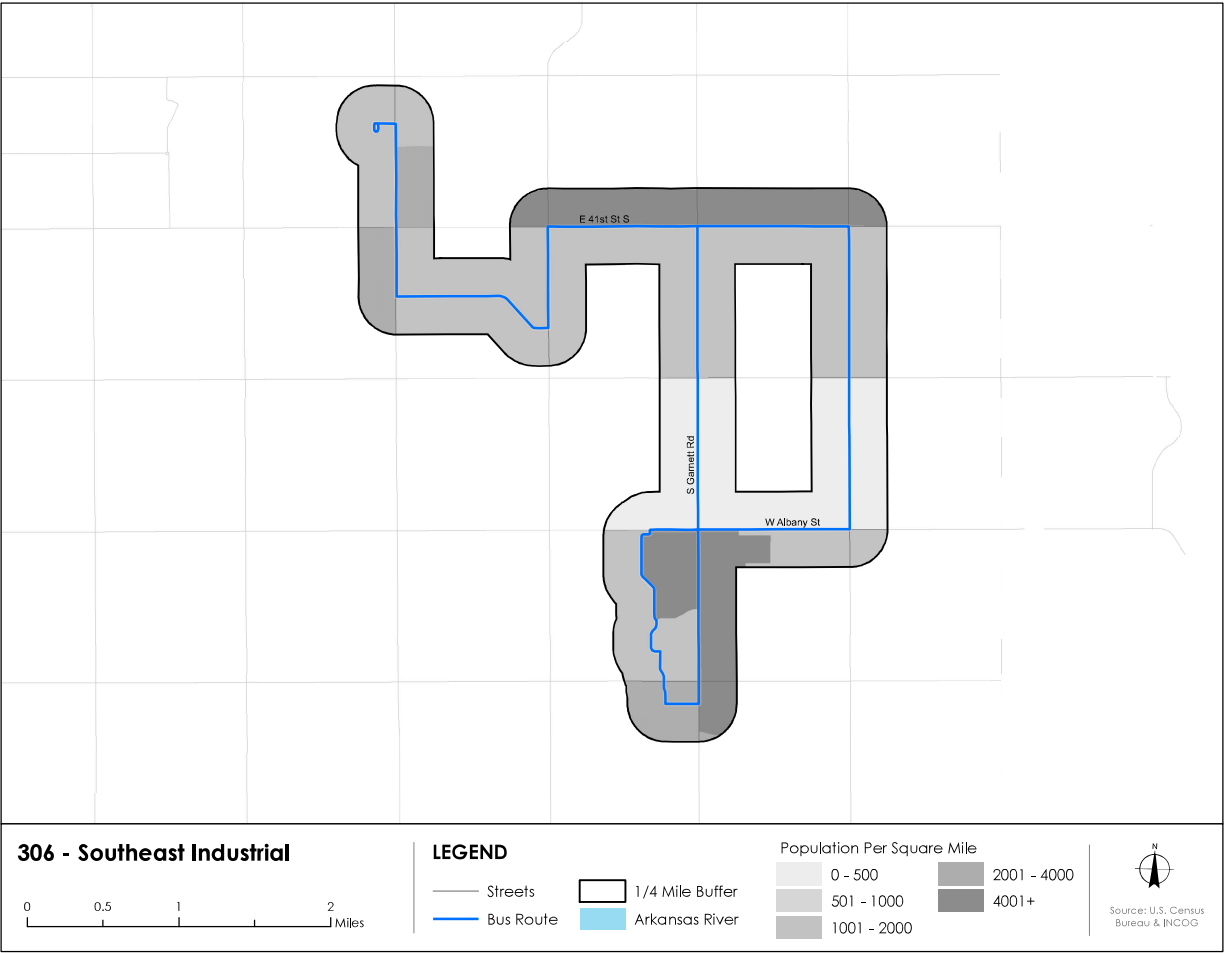 E 41st St S
S Garnett Rd
W Albany St
306 - Southeast Industrial
0 0.5 1 2
Miles
LEGEND
Streets
Bus Route
1/4 Mile Buffer
Arkansas River
Population Per Square Mile
0 - 500
501 - 1000
1001 - 2000
2001 - 4000
4001+
N
Source: U.S. Census
Bureau & INCOG